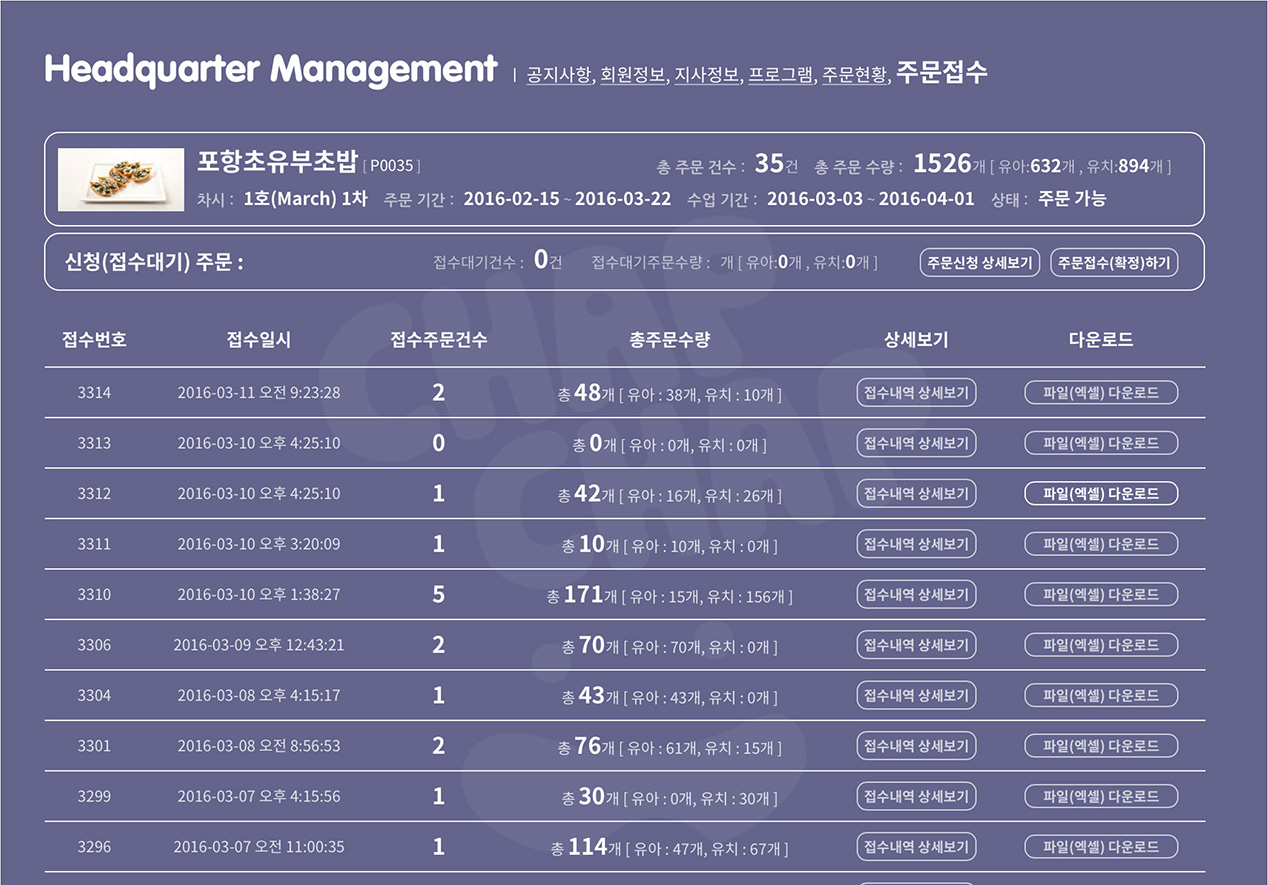 Headquarter Management | 공지사항, 회원정보, 지사정보, 프로그램, 주문현황, 주문접수
포항초유부초밥 [ P0035 ] 총 주문 건수 : 35건 총 주문 수량 : 1526개 [ 유아:632개 , 유치:894개 ]
차시 : 1호(March) 1차 주문 기간 : 2016-02-15 ~ 2016-03-22 수업 기간 : 2016-03-03 ~ 2016-04-01 상태 : 주문 가능
신청(접수대기) 주문 : 접수대기건수 : 0건 접수대기주문수량 : 개 [ 유아:0개 , 유치:0개 ] 주문신청 상세보기 주문접수(확정)하기
접수번호 접수일시 접수주문건수 총주문수량 상세보기 다운로드
3314 2016-03-11 오전 9:23:28 2 총 48개 [ 유아 : 38개, 유치 : 10개 ] 접수내역 상세보기 파일(엑셀) 다운로드
3313 2016-03-10 오후 4:25:10 0 총 0개 [ 유아 : 0개, 유치 : 0개 ] 접수내역 상세보기 파일(엑셀) 다운로드
3312 2016-03-10 오후 4:25:10 1 총 42개 [ 유아 : 16개, 유치 : 26개 ] 접수내역 상세보기 파일(엑셀) 다운로드
3311 2016-03-10 오후 3:20:09 1 총 10개 [ 유아 : 10개, 유치 : 0개 ] 접수내역 상세보기 파일(엑셀) 다운로드
3310 2016-03-10 오후 1:38:27 5 총 171개 [ 유아 : 15개, 유치 : 156개 ] 접수내역 상세보기 파일(엑셀) 다운로드
3306 2016-03-09 오후 12:43:21 2 총 70개 [ 유아 : 70개, 유치 : 0개 ] 접수내역 상세보기 파일(엑셀) 다운로드
3304 2016-03-08 오후 4:15:17 1 총 43개 [ 유아 : 43개, 유치 : 0개 ] 접수내역 상세보기 파일(엑셀) 다운로드
3301 2016-03-08 오전 8:56:53 2 총 76개 [ 유아 : 61개, 유치 : 15개 ] 접수내역 상세보기 파일(엑셀) 다운로드
3299 2016-03-07 오후 4:15:56 1 총 30개 [ 유아 : 0개, 유치 : 30개 ] 접수내역 상세보기 파일(엑셀) 다운로드
3296 2016-03-07 오전 11:00:35 1 총 114개 [ 유아 : 47개, 유치 : 67개 ] 접수내역 상세보기 파일(엑셀) 다운로드
CHAP
CHAP